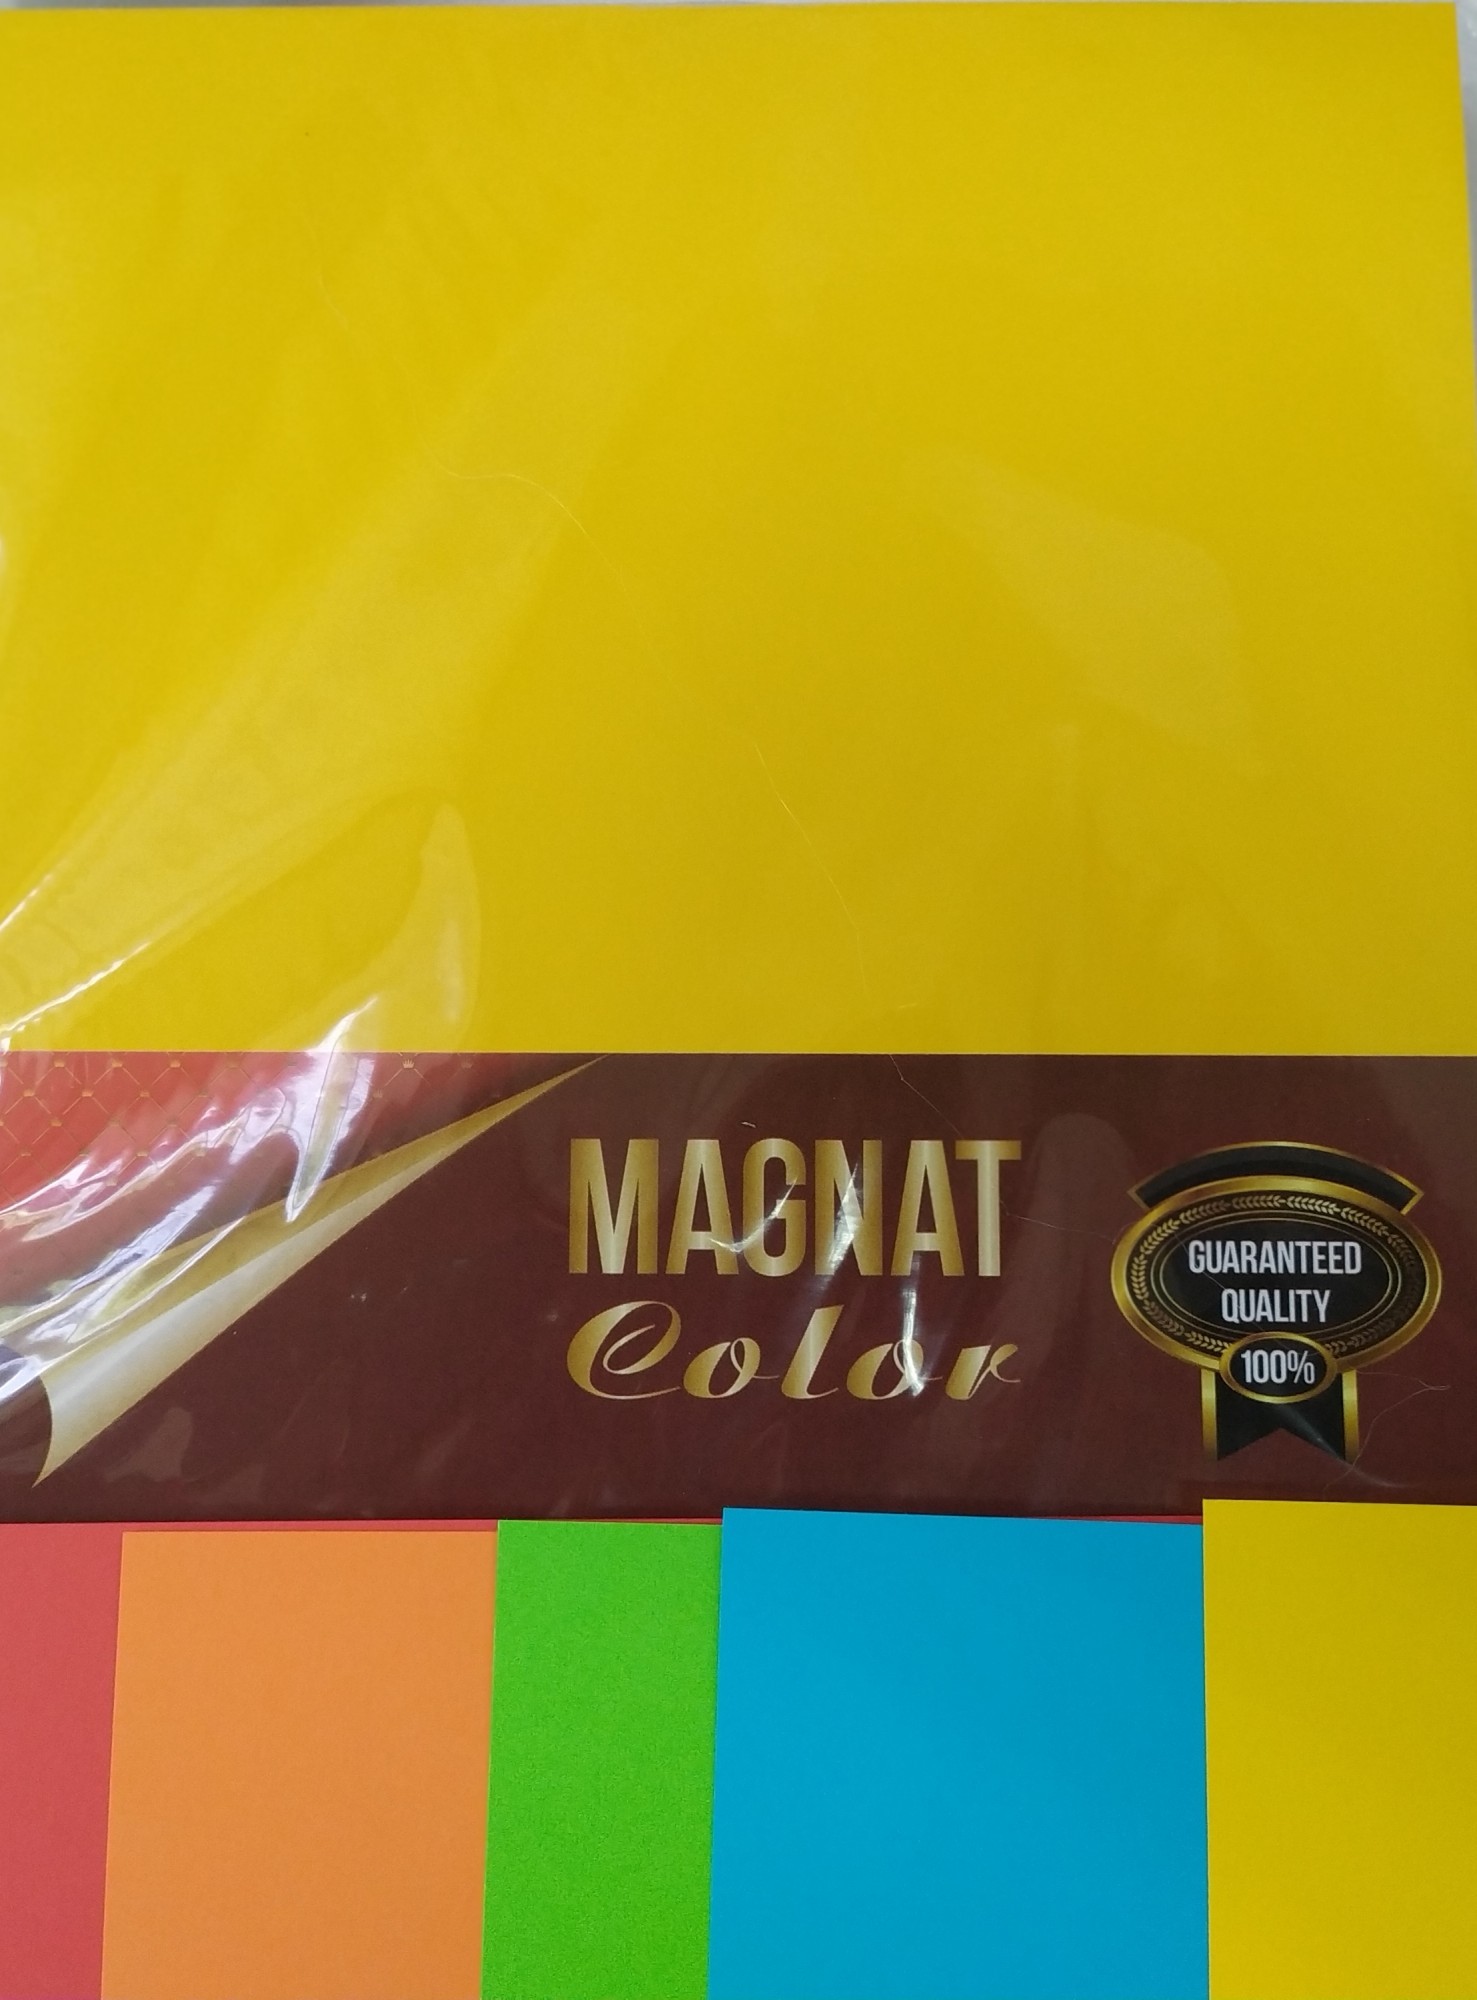 MAGNAT
Color
GUARANTEED
QUALITY
100%